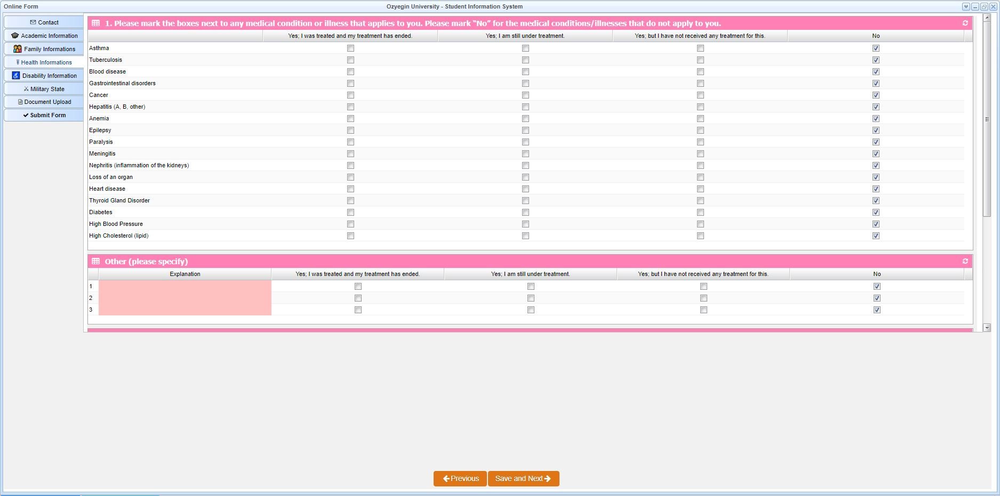 Online Form
Ozyegin University - Student Information System
Contact
Academic Information
Family Informations
Health Informations
Disability Information
Military State
Document Upload
Submit Form
1. Please mark the boxes next to any medical condition or illness that applies to you. Please mark “No” for the medical conditions/illnesses that do not apply to you.
Yes; I was treated and my treatment has ended. Yes; I am still under treatment. Yes; but I have not received any treatment for this. No
Asthma
Tuberculosis
Blood disease
Gastrointestinal disorders
Cancer
Hepatitis (A, B, other)
Anemia
Epilepsy
Paralysis
Meningitis
Nephritis (inflammation of the kidneys)
Loss of an organ
Heart disease
Thyroid Gland Disorder
Diabetes
High Blood Pressure
High Cholesterol (lipid)
Other (please specify)
Explanation Yes; I was treated and my treatment has ended. Yes; I am still under treatment. Yes; but I have not received any treatment for this. No
1
2
3
Previous Save and Next